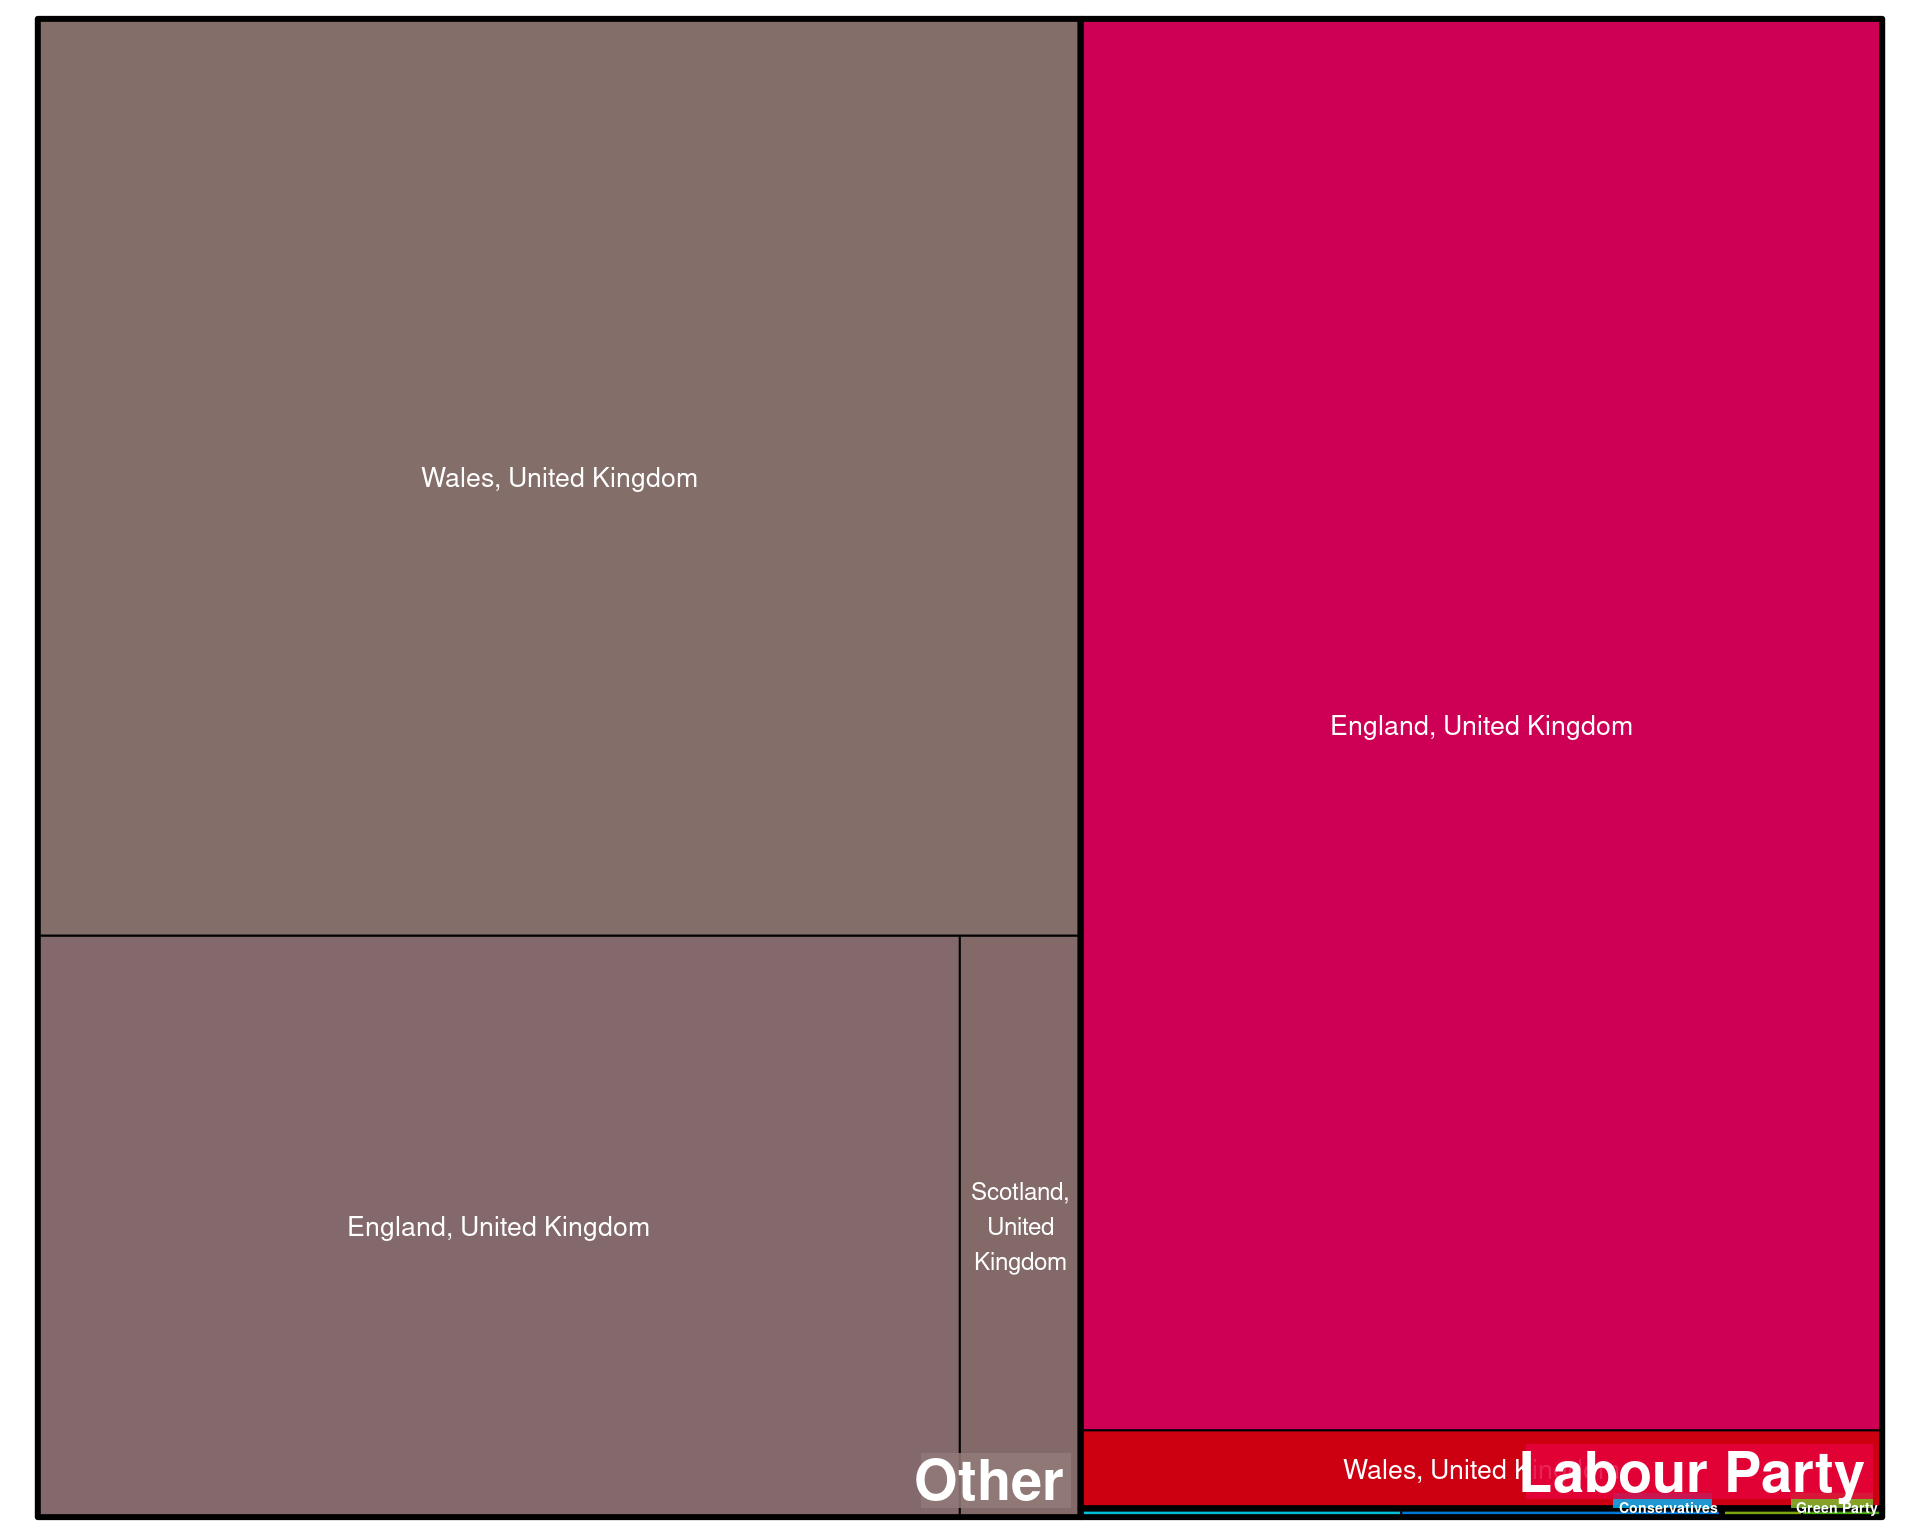 Wales, United Kingdom
England, United Kingdom
Scotland,
United
Kingdom
Other
England, United Kingdom
Wales, United Kingdom
Labour Party
Conservatives
Green Party